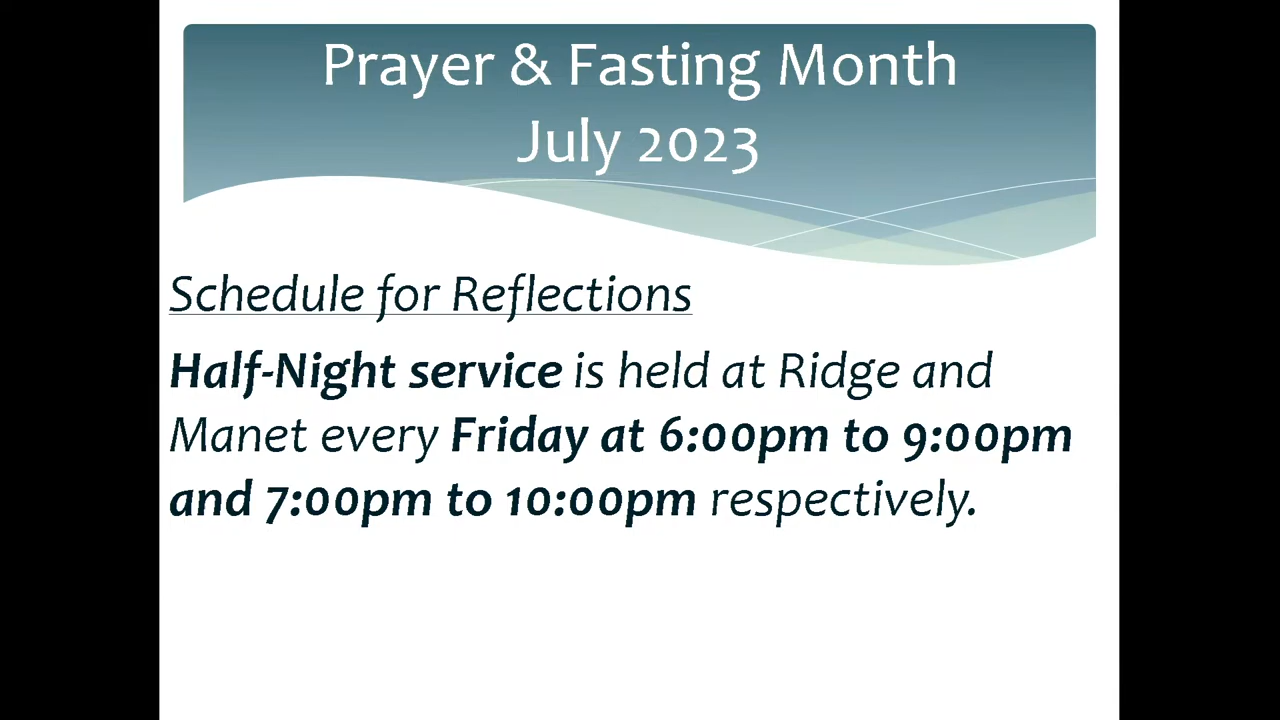 Prayer & Fasting Month
July 2023
Schedule for Reflections
Half-Night service is held at Ridge and
Manet every Friday at 6:00pm to 9:00pm
and 7:00pm to 10:00pm respectively.